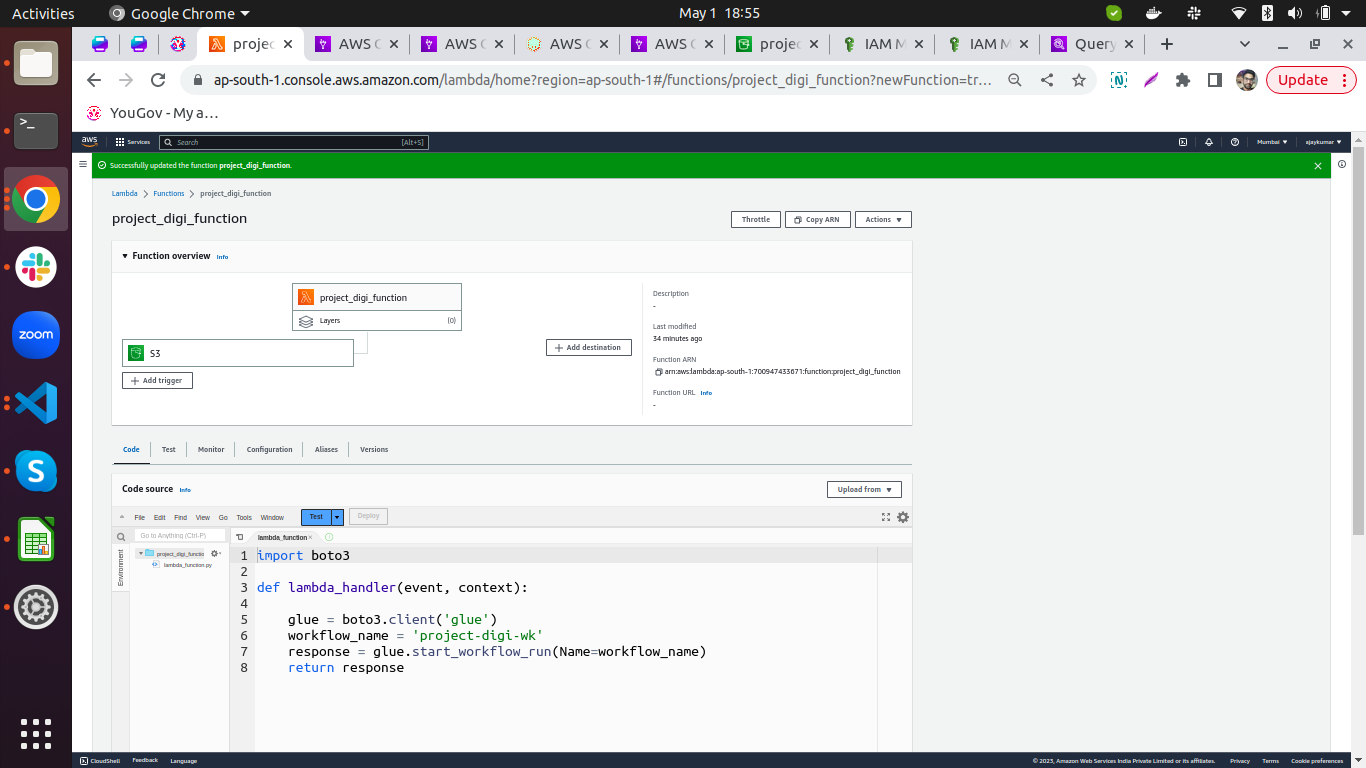 Activities
Google Chrome
May 1 18:55
projec
AWS C
AWS C
AWS C
AWS C
projec
IAM M
IAM M
Query
ap-south-1.console.aws.amazon.com/lambda/home?region=ap-south-1#/functions/project_digi_function?newFunction=tr…
Update
YouGov - My a…
aws
Services
Search
[Alt+S]
Mumbai
ajaykumar
Successfully updated the function project_digi_function.
Lambda > Functions > project_digi_function
project_digi_function
Throttle
Copy ARN
Actions
Function overview Info
project_digi_function
Layers (0)
S3
Add trigger
Add destination
Description
-
Last modified
34 minutes ago
Function ARN
arn:aws:lambda:ap-south-1:700947433671:function:project_digi_function
Function URL Info
-
Code
Test
Monitor
Configuration
Aliases
Versions
Code source Info
Upload from
File Edit Find View Go Tools Window
Test
Deploy
Go to Anything (Ctrl-P)
Environment
project_digi_functio
lambda_function.py
lambda_function
1 import boto3
2
3 def lambda_handler(event, context):
4
5 glue = boto3.client('glue')
6 workflow_name = 'project-digi-wk'
7 response = glue.start_workflow_run(Name=workflow_name)
8 return response
zoom
CloudShell
Feedback
Language
© 2023, Amazon Web Services India Private Limited or its affiliates.
Privacy
Terms
Cookie preferences